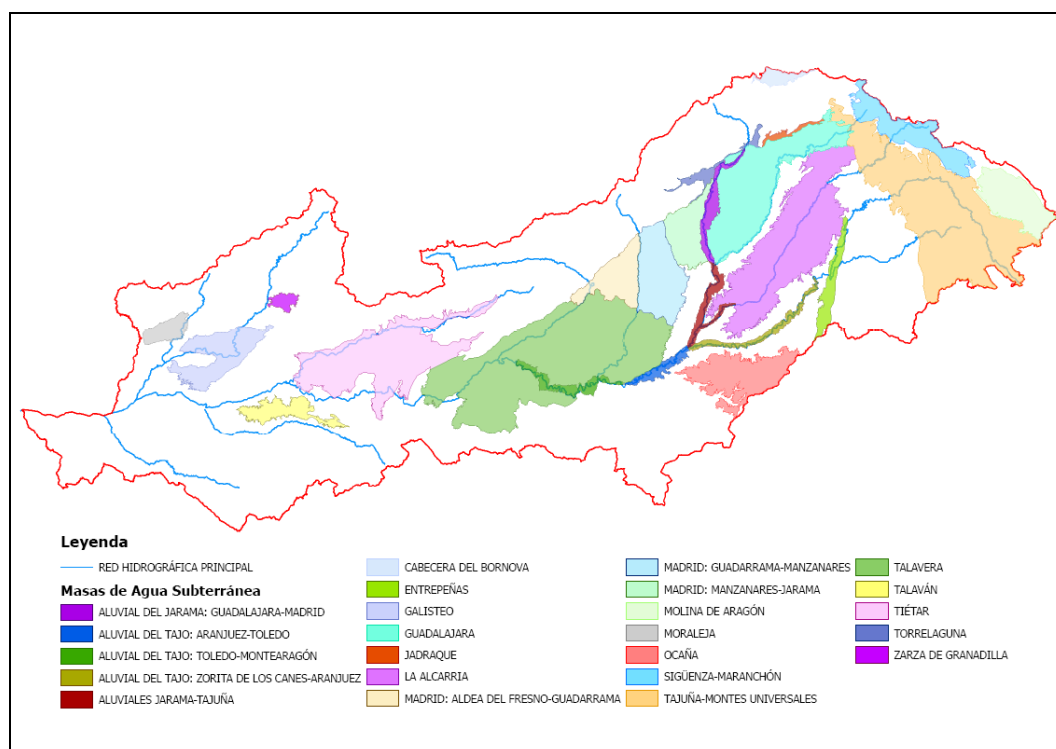 Leyenda
RED HIDROGRÁFICA PRINCIPAL
Masas de Agua Subterránea
ALUVIAL DEL JARAMA: GUADALAJARA-MADRID
ALUVIAL DEL TAJO: ARANJUEZ-TOLEDO
ALUVIAL DEL TAJO: TOLEDO-MONTEARAGÓN
ALUVIAL DEL TAJO: ZORITA DE LOS CANES-ARANJUEZ
ALUVIALES JARAMA-TAJUÑA
CABECERA DEL BORNOVA
ENTREPEÑAS
GALISTEO
GUADALAJARA
JADRAQUE
LA ALCARRIA
MADRID: ALDEA DEL FRESNO-GUADARRAMA
MADRID: GUADARRAMA-MANZANARES
MADRID: MANZANARES-JARAMA
MOLINA DE ARAGÓN
MORALEJA
OCAÑA
SIGÜENZA-MARANCHÓN
TAJUÑA-MONTES UNIVERSALES
TALAVERA
TALAVÁN
TIÉTAR
TORRELAGUNA
ZARZA DE GRANADILLA